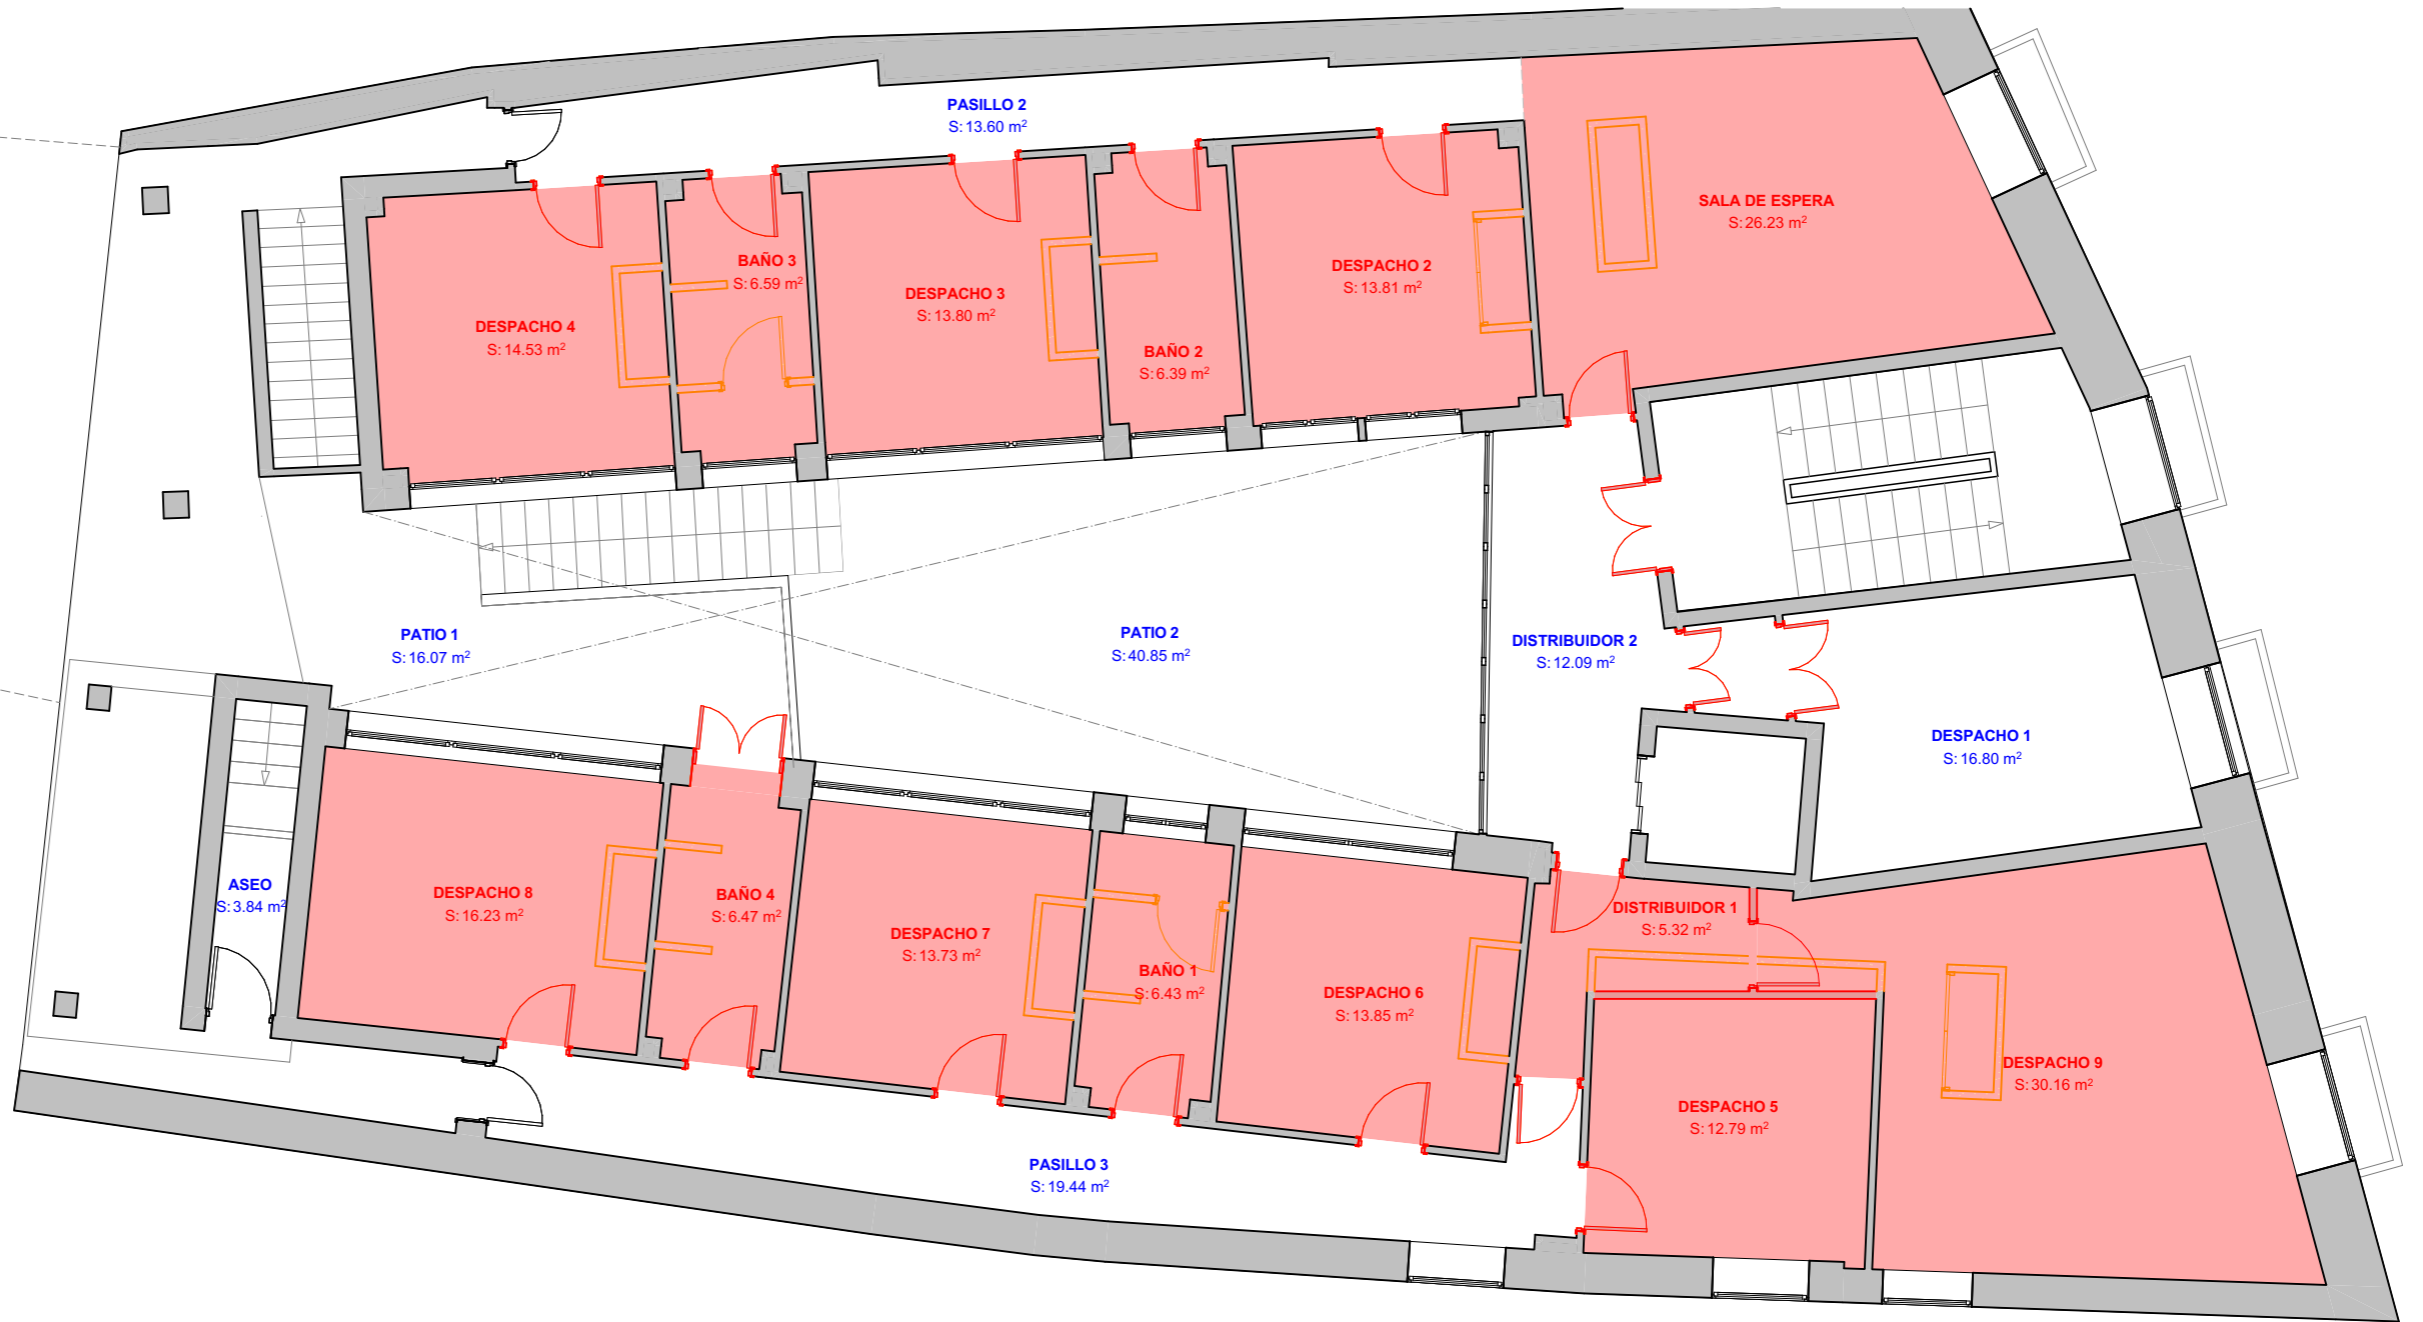 PASILLO 2
S: 13.60 m²
SALA DE ESPERA
S: 26.23 m²
BAÑO 3
S: 6.59 m²
DESPACHO 2
S: 13.81 m²
DESPACHO 3
S: 13.80 m²
DESPACHO 4
S: 14.53 m²
BAÑO 2
S: 6.39 m²
PATIO 1
S: 16.07 m²
PATIO 2
S: 40.85 m²
DISTRIBUIDOR 2
S: 12.09 m²
DESPACHO 1
S: 16.80 m²
ASEO
S: 3.84 m²
DESPACHO 8
S: 16.23 m²
BAÑO 4
S: 6.47 m²
DISTRIBUIDOR 1
S: 5.32 m²
DESPACHO 7
S: 13.73 m²
BAÑO 1
S: 6.43 m²
DESPACHO 6
S: 13.85 m²
DESPACHO 9
S: 30.16 m²
DESPACHO 5
S: 12.79 m²
PASILLO 3
S: 19.44 m²